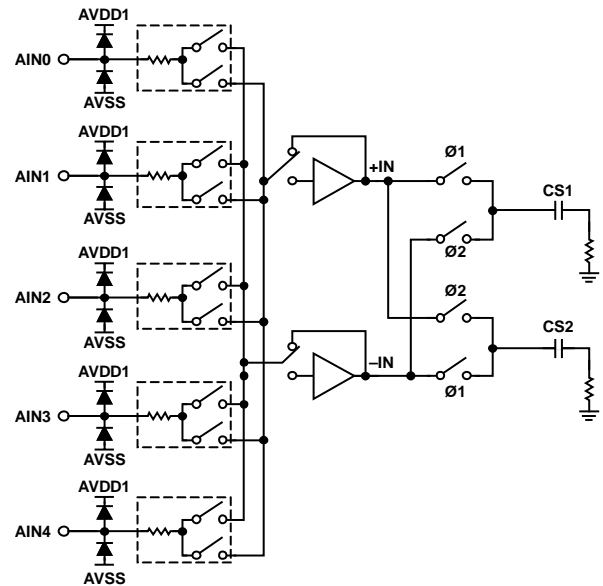 AVDD1
AIN0
AVSS
AVDD1
AIN1
AVSS
+IN
Ø1
CS1
Ø2
AVDD1
AIN2
AVSS
Ø2
CS2
–IN
Ø1
AVDD1
AIN3
AVSS
AVDD1
AIN4
AVSS